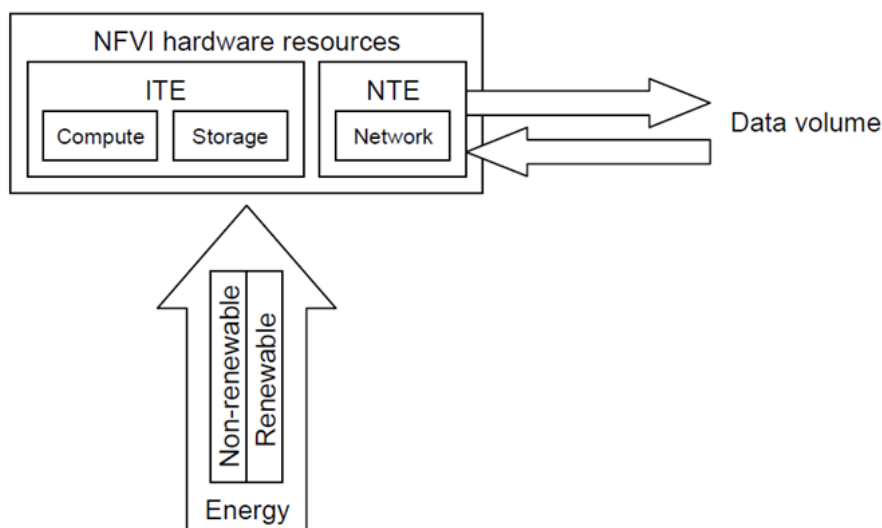 NFVI hardware resources
ITE
NTE
Compute
Storage
Network
Data volume
Non-renewable
Renewable
Energy